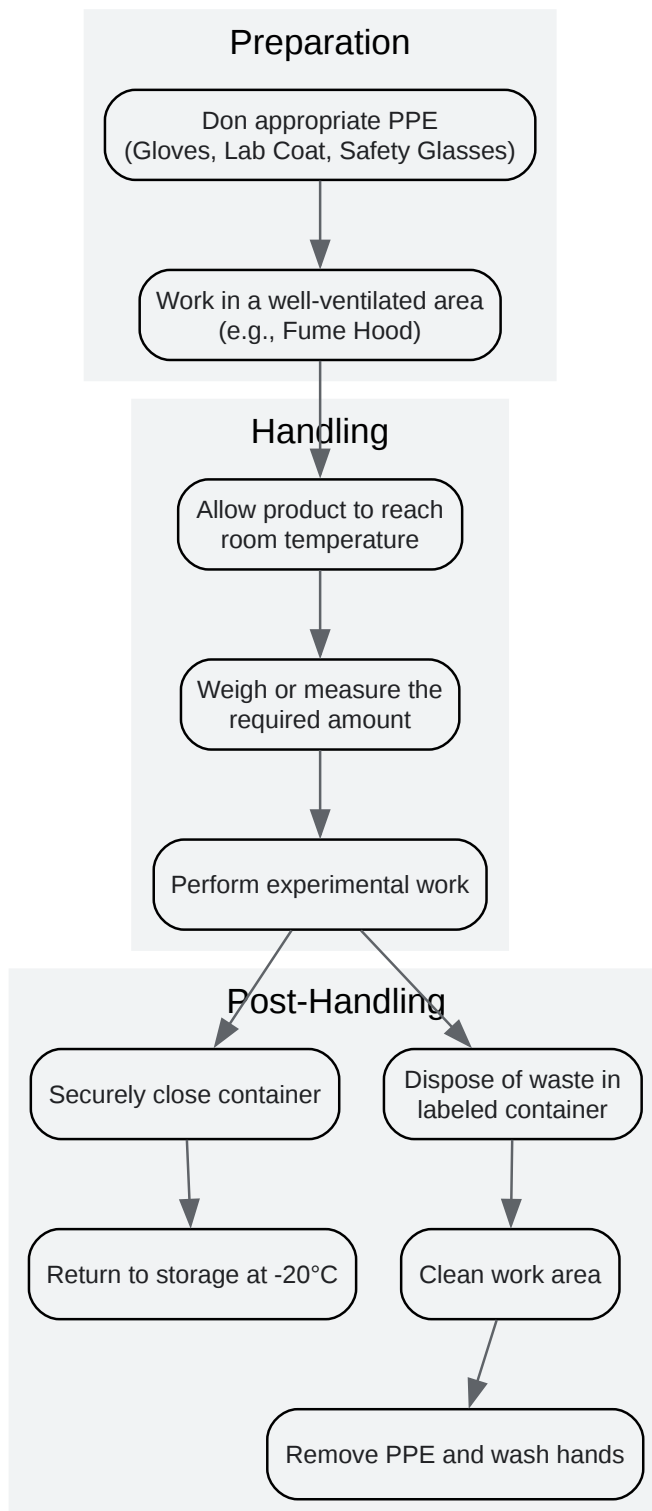 Preparation
Don appropriate PPE
(Gloves, Lab Coat, Safety Glasses)
Work in a well-ventilated area
(e.g., Fume Hood)
Handling
Allow product to reach
room temperature
Weigh or measure the
required amount
Perform experimental work
Post-Handling
Securely close container
Dispose of waste in
labeled container
Return to storage at -20°C
Clean work area
Remove PPE and wash hands